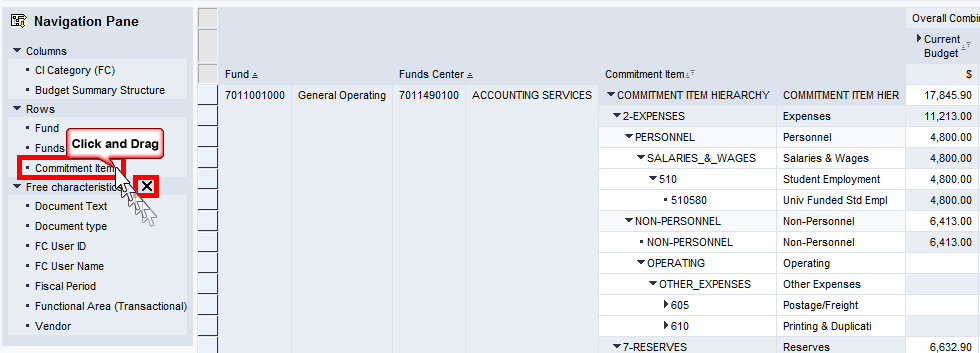 Navigation Pane
Columns
CI Category (FC)
Budget Summary Structure
Rows
Fund
Funds
Click and Drag
Commitment Item
Free characteristics
Document Text
Document type
FC User ID
FC User Name
Fiscal Period
Functional Area (Transactional)
Vendor
Overall Combin
Current
Budget
Fund Funds Center Commitment Item $
7011001000 General Operating 7011490100 ACCOUNTING SERVICES COMMITMENT ITEM HIERARCHY COMMITMENT ITEM HIER 17,845.90
2-EXPENSES Expenses 11,213.00
PERSONNEL Personnel 4,800.00
SALARIES_&_WAGES Salaries & Wages 4,800.00
510 Student Employment 4,800.00
510580 Univ Funded Std Empl 4,800.00
NON-PERSONNEL Non-Personnel 6,413.00
NON-PERSONNEL Non-Personnel 6,413.00
OPERATING Operating
OTHER_EXPENSES Other Expenses
605 Postage/Freight
610 Printing & Duplicati
7-RESERVES Reserves 6,632.90